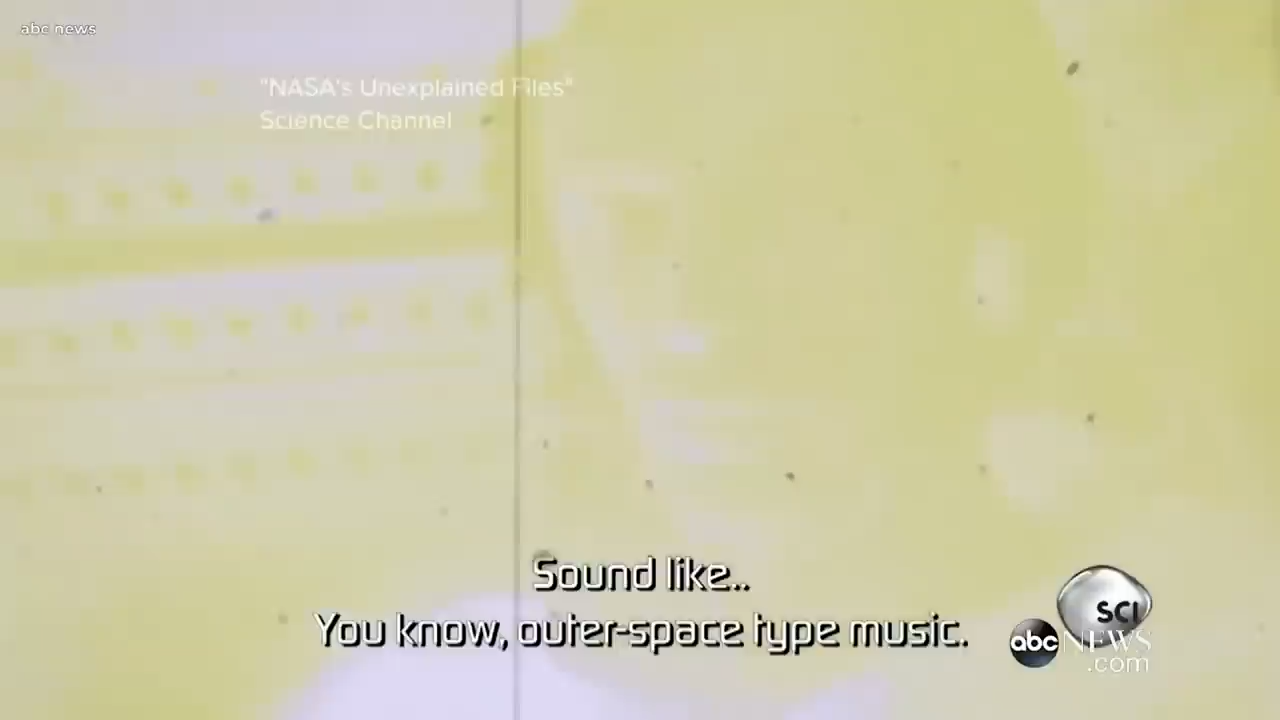 abc news
"NASA's Unexplained Files"
Science Channel
Sound like..
You know, outer-space type music.
SCI
abc NEWS
.com